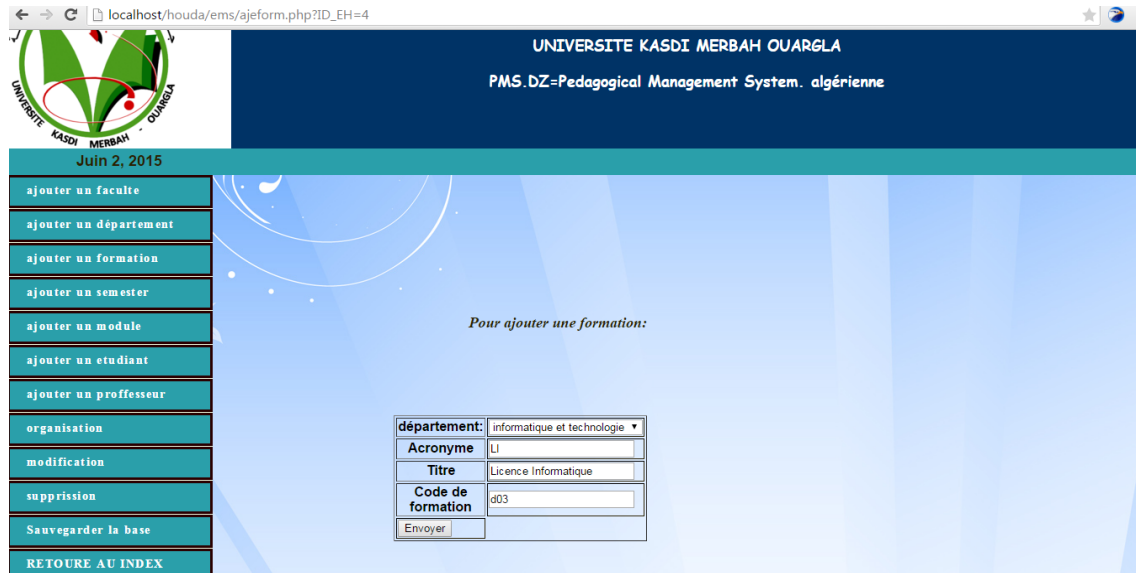 localhost/houda/ems/ajeform.php?ID_EH=4
UNIVERSITE KASDI MERBAH OUARGLA
PMS.DZ=Pedagogical Management System. algérienne
UNIVERSITE KASDI MERBAH - OUARGLA
Juin 2, 2015
ajouter un faculte
ajouter un département
ajouter un formation
ajouter un semester
ajouter un module
ajouter un etudiant
ajouter un proffesseur
organisation
modification
supprission
Sauvegarder la base
RETOURE AU INDEX
Pour ajouter une formation:
département: informatique et technologie
Acronyme LI
Titre Licence Informatique
Code de
formation d03
Envoyer